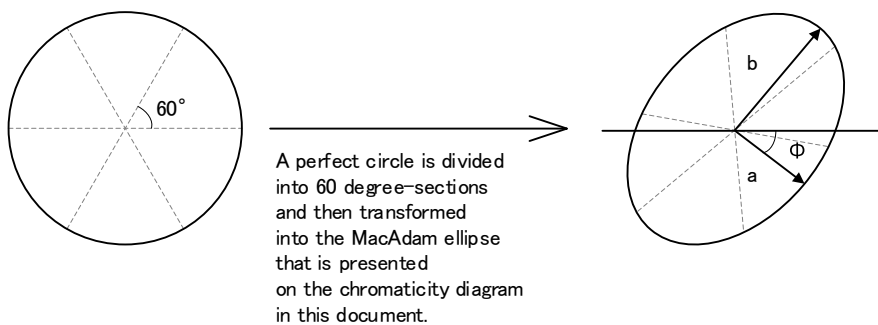 60°
A perfect circle is divided
into 60 degree-sections
and then transformed
into the MacAdam ellipse
that is presented
on the chromaticity diagram
in this document.
b
Φ
a